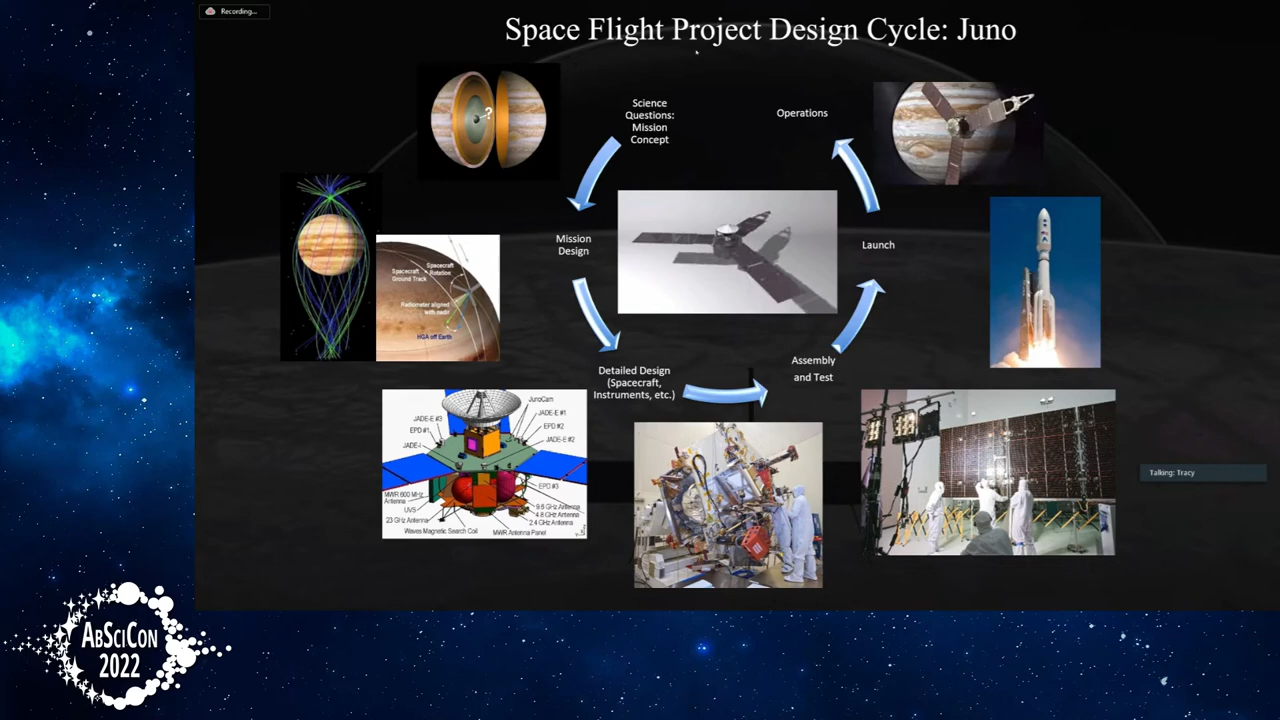 Recording...
Space Flight Project Design Cycle: Juno
Science
Questions:
Mission
Concept
Operations
Mission
Design
Launch
Spacecraft
Ground Track
Spacecraft
Rotation
Radiometer aligned
with nadir
HGA off Earth
?
Detailed Design
(Spacecraft,
Instruments, etc.)
Assembly
and Test
JunoCam
JADE-E #3
JADE-E #1
EPD #1
EPD #2
JADE-I
JADE-E #2
EPD #3
MWR 600 MHz
Antenna
UVS
23 GHz Antenna
9.6 GHz Antenna
4.8 GHz Antenna
2.4 GHz Antenna
Waves Magnetic Search Coil
MWR Antenna Panel
Talking: Tracy
ABSCICON
2022